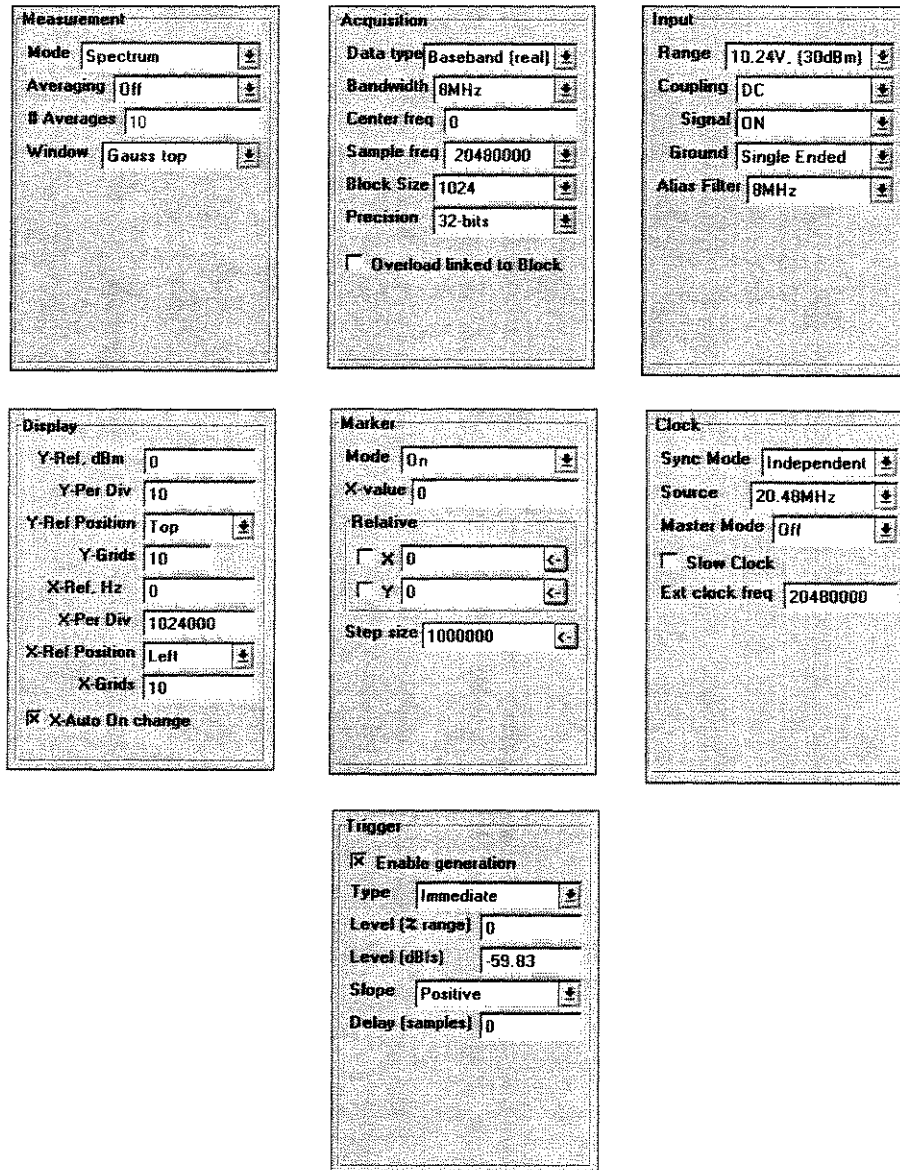 Measurement
Mode Spectrum
Averaging Off
# Averages 10
Window Gauss top
Acquisition
Data type Baseband (real)
Bandwidth 8MHz
Center freq 0
Sample freq 20480000
Block Size 1024
Precision 32-bits
Overload linked to Block
Input
Range 10.24V, (30dBm)
Coupling DC
Signal ON
Ground Single Ended
Alias Filter 8MHz
Display
Y-Ref, dBm 0
Y-Per Div 10
Y-Ref Position Top
Y-Grids 10
X-Ref, Hz 0
X-Per Div 1024000
X-Ref Position Left
X-Grids 10
X-Auto On change
Marker
Mode On
X-value 0
Relative
X 0 <-
Y 0 <-
Step size 1000000 <-
Clock
Sync Mode Independent
Source 20.48MHz
Master Mode Off
Slow Clock
Ext clock freq 20480000
Trigger
Enable generation
Type Immediate
Level (% range) 0
Level (dBfs) -59.83
Slope Positive
Delay (samples) 0